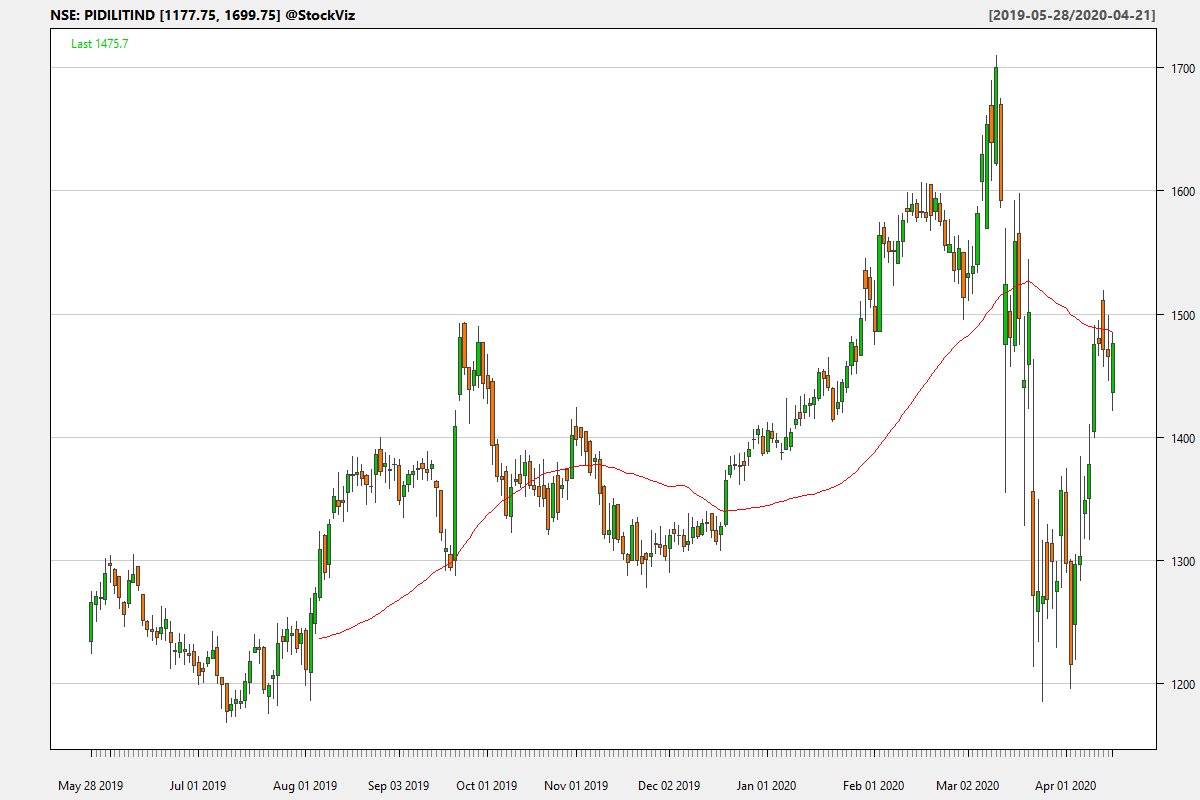 NSE: PIDILITIND [1177.75, 1699.75] @StockViz [2019-05-28/2020-04-21]
Last 1475.7
1700
1600
1500
1400
1300
1200
May 28 2019 Jul 01 2019 Aug 01 2019 Sep 03 2019 Oct 01 2019 Nov 01 2019 Dec 02 2019 Jan 01 2020 Feb 01 2020 Mar 02 2020 Apr 01 2020